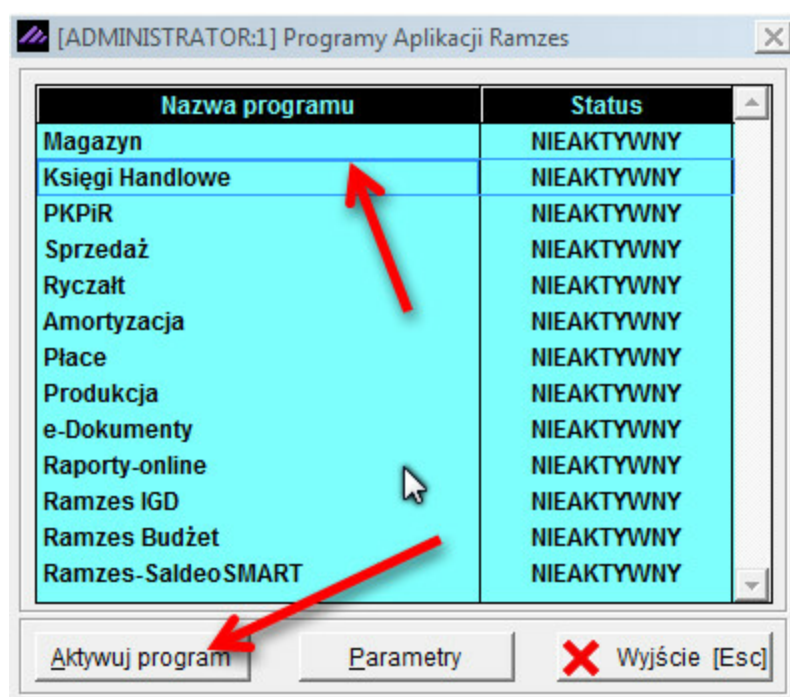 [ADMINISTRATOR:1] Programy Aplikacji Ramzes
Nazwa programu Status
Magazyn NIEAKTYWNY
Księgi Handlowe NIEAKTYWNY
PKPiR NIEAKTYWNY
Sprzedaż NIEAKTYWNY
Ryczałt NIEAKTYWNY
Amortyzacja NIEAKTYWNY
Płace NIEAKTYWNY
Produkcja NIEAKTYWNY
e-Dokumenty NIEAKTYWNY
Raporty-online NIEAKTYWNY
Ramzes IGD NIEAKTYWNY
Ramzes Budżet NIEAKTYWNY
Ramzes-SaldeoSMART NIEAKTYWNY
Aktywuj program Parametry Wyjście [Esc]